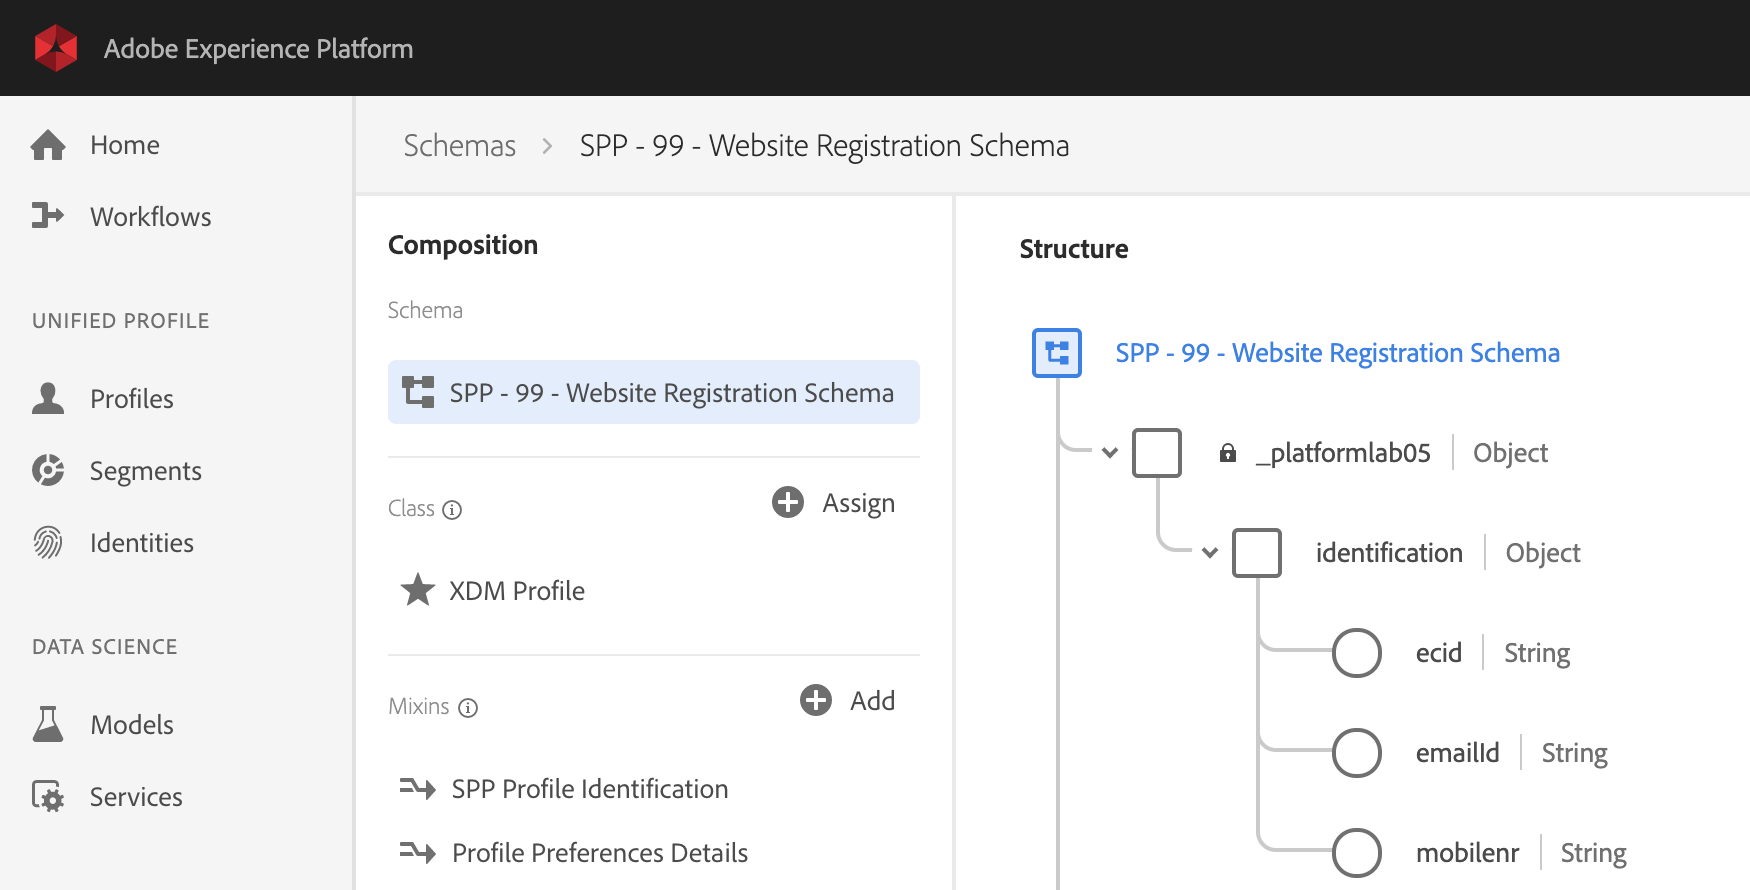 Adobe Experience Platform
Home
Workflows
UNIFIED PROFILE
Profiles
Segments
Identities
DATA SCIENCE
Models
Services
Schemas > SPP - 99 - Website Registration Schema
Composition
Schema
SPP - 99 - Website Registration Schema
Class
Assign
XDM Profile
Mixins
Add
SPP Profile Identification
Profile Preferences Details
Structure
SPP - 99 - Website Registration Schema
_platformlab05 | Object
identification | Object
ecid | String
emailId | String
mobilenr | String